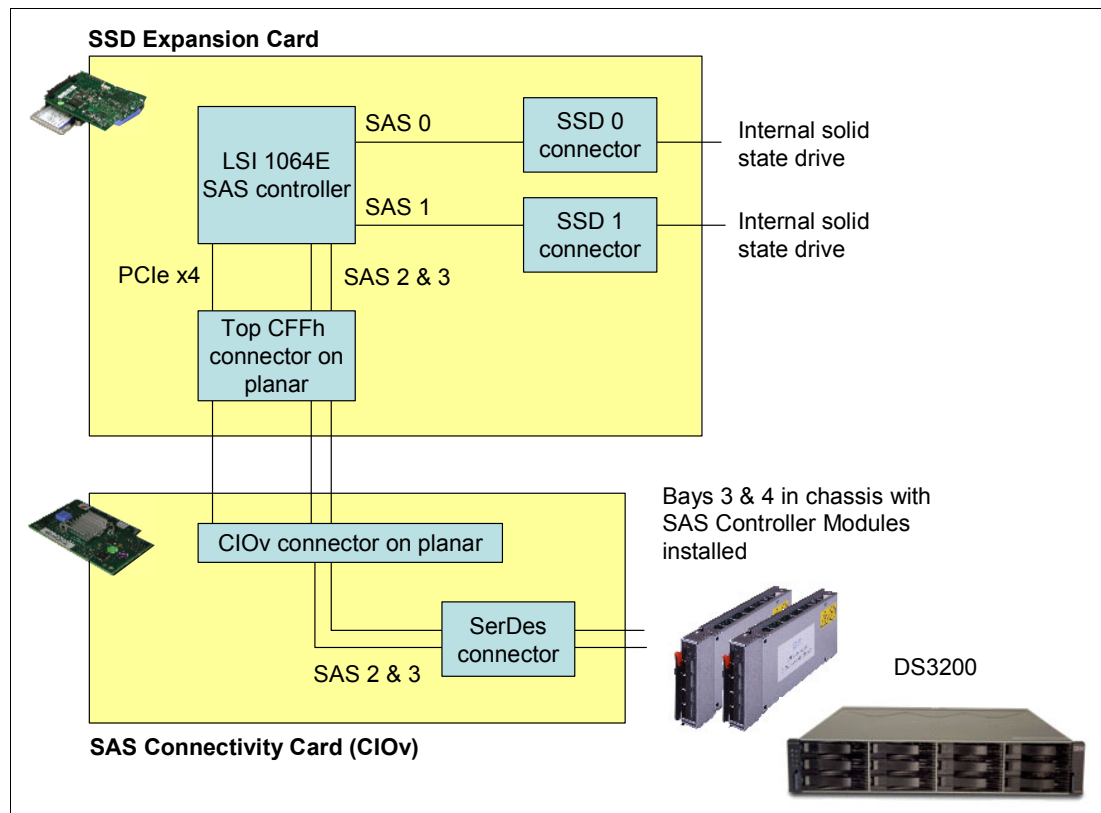 SSD Expansion Card
LSI 1064E
SAS controller
SAS 0
SSD 0
connector
Internal solid
state drive
SAS 1
SSD 1
connector
Internal solid
state drive
PCIe x4
SAS 2 & 3
Top CFFh
connector on
planar
CIOv connector on planar
SerDes
connector
SAS 2 & 3
SAS Connectivity Card (CIOv)
Bays 3 & 4 in chassis with
SAS Controller Modules
installed
DS3200